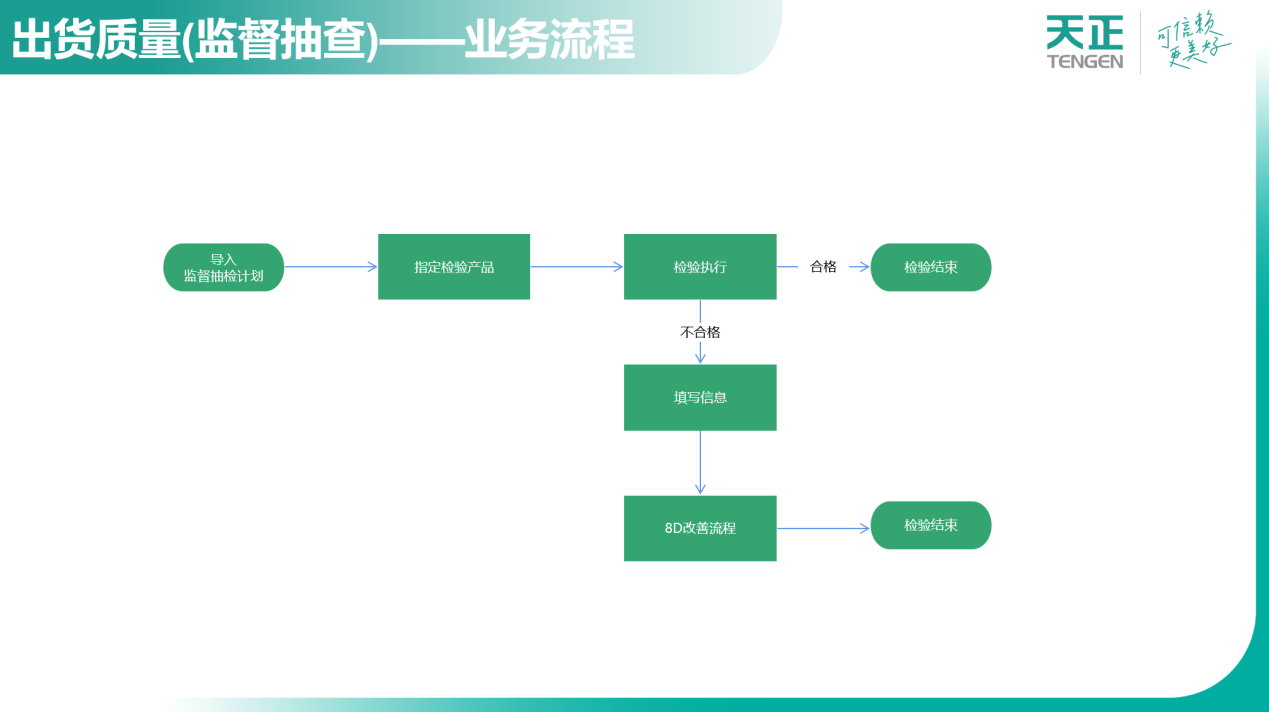 出货质量(监督抽查)——业务流程
天正
TENGEN
可信赖
更美好
导入
监督抽检计划
指定检验产品
检验执行
合格
检验结束
不合格
填写信息
8D改善流程
检验结束